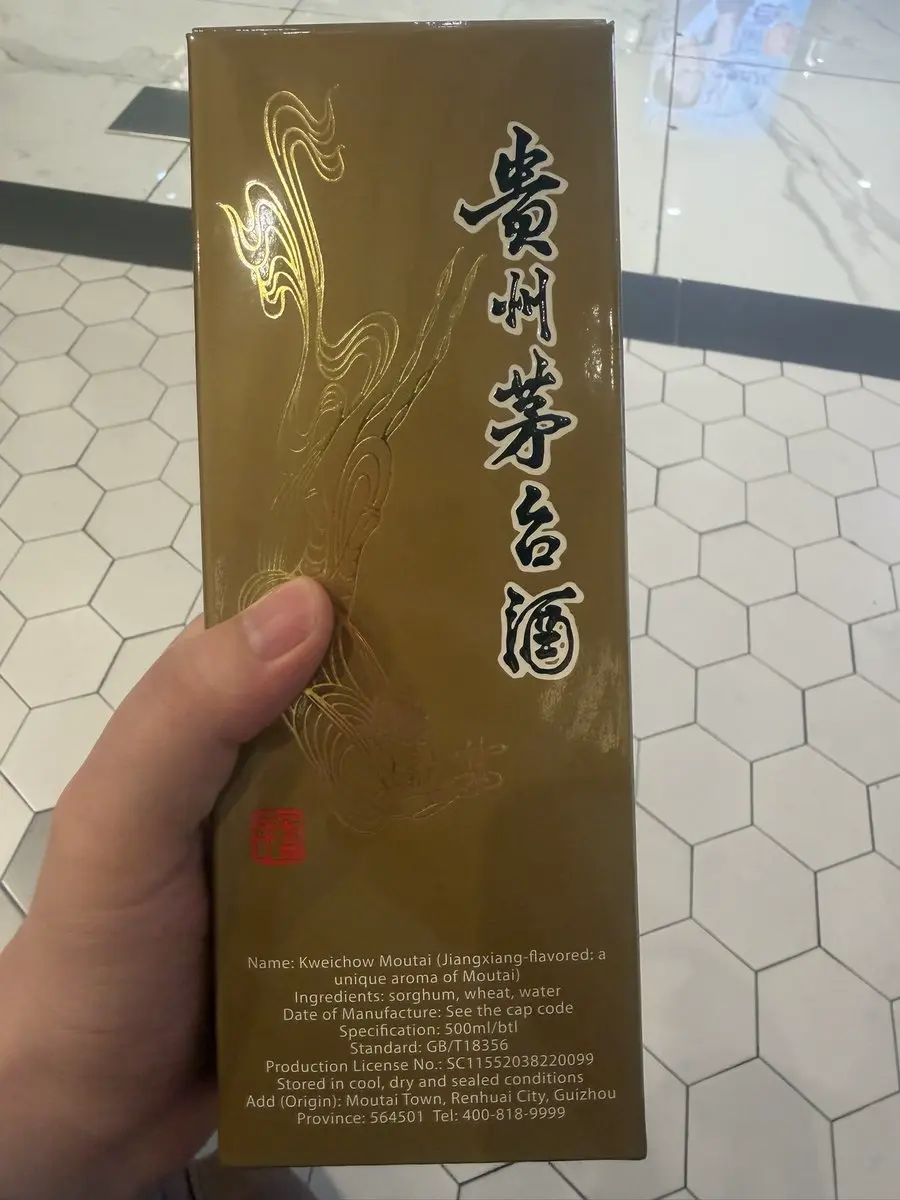 貴州茅台酒
Name: Kweichow Moutai (Jiangxiang-flavored: a
unique aroma of Moutai)
Ingredients: sorghum, wheat, water
Date of Manufacture: See the cap code
Specification: 500ml/btl
Standard: GB/T18356
Production License No.: SC11552038220099
Stored in cool, dry and sealed conditions
Add (Origin): Moutai Town, Renhuai City, Guizhou
Province: 564501 Tel: 400-818-9999